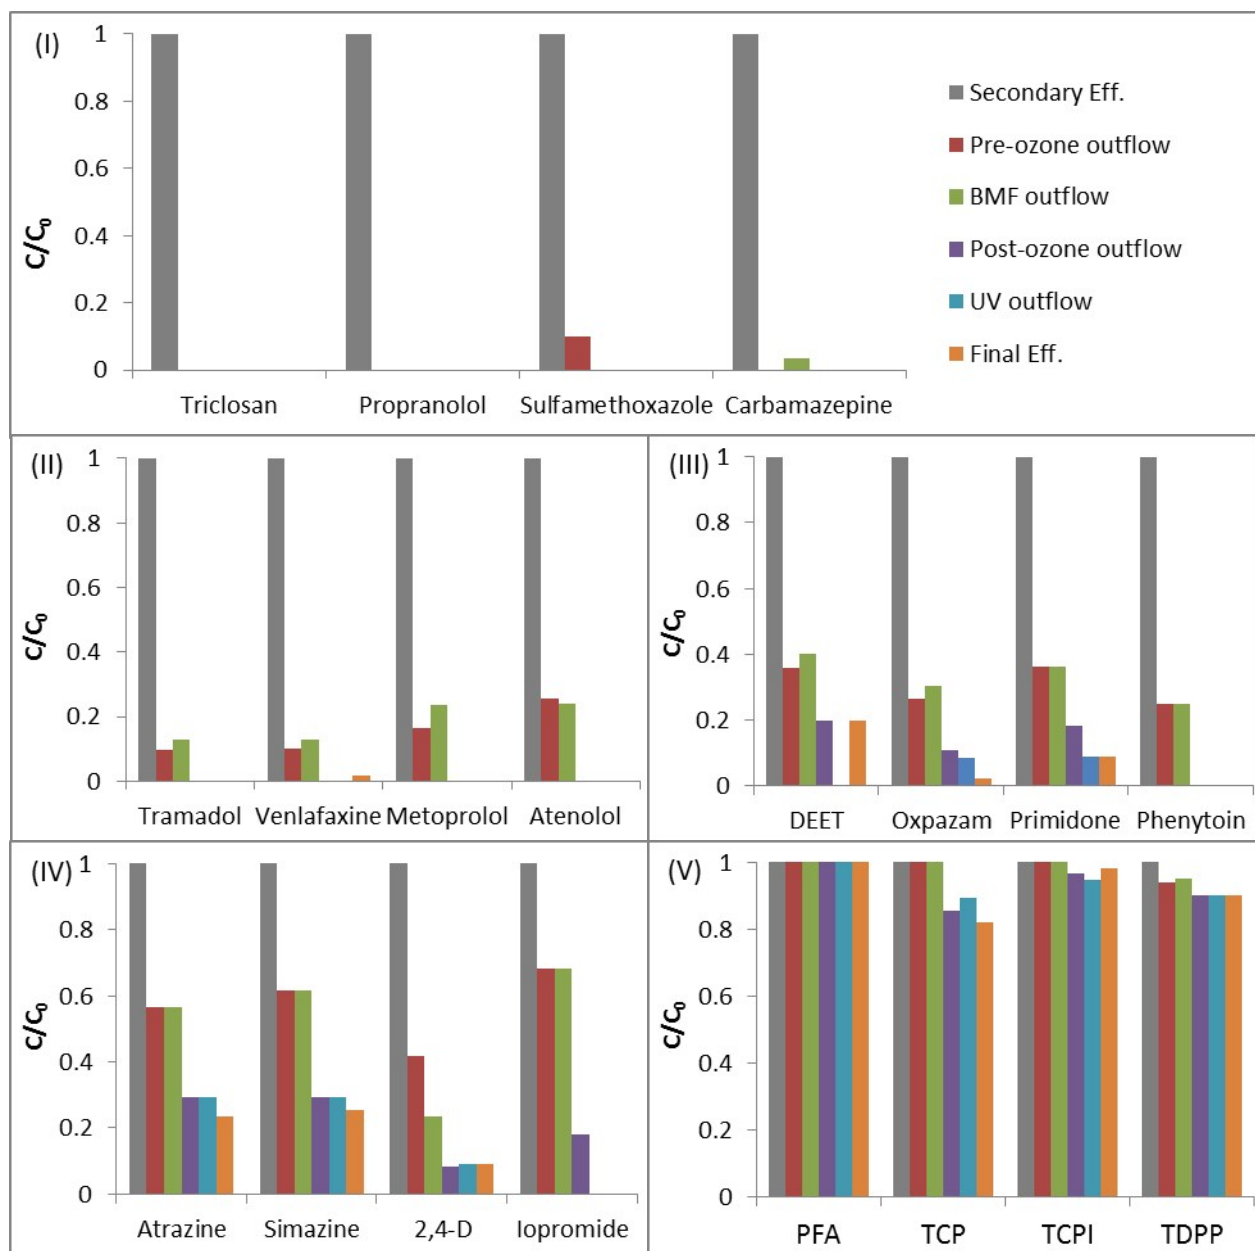 (I)
C/C₀
1
0.8
0.6
0.4
0.2
0
Triclosan Propranolol Sulfamethoxazole Carbamazepine
Secondary Eff.
Pre-ozone outflow
BMF outflow
Post-ozone outflow
UV outflow
Final Eff.
(II)
C/C₀
1
0.8
0.6
0.4
0.2
0
Tramadol Venlafaxine Metoprolol Atenolol
(III)
C/C₀
1
0.8
0.6
0.4
0.2
0
DEET Oxpazam Primidone Phenytoin
(IV)
C/C₀
1
0.8
0.6
0.4
0.2
0
Atrazine Simazine 2,4-D Iopromide
(V)
1
0.8
0.6
0.4
0.2
0
PFA TCP TCPI TDPP